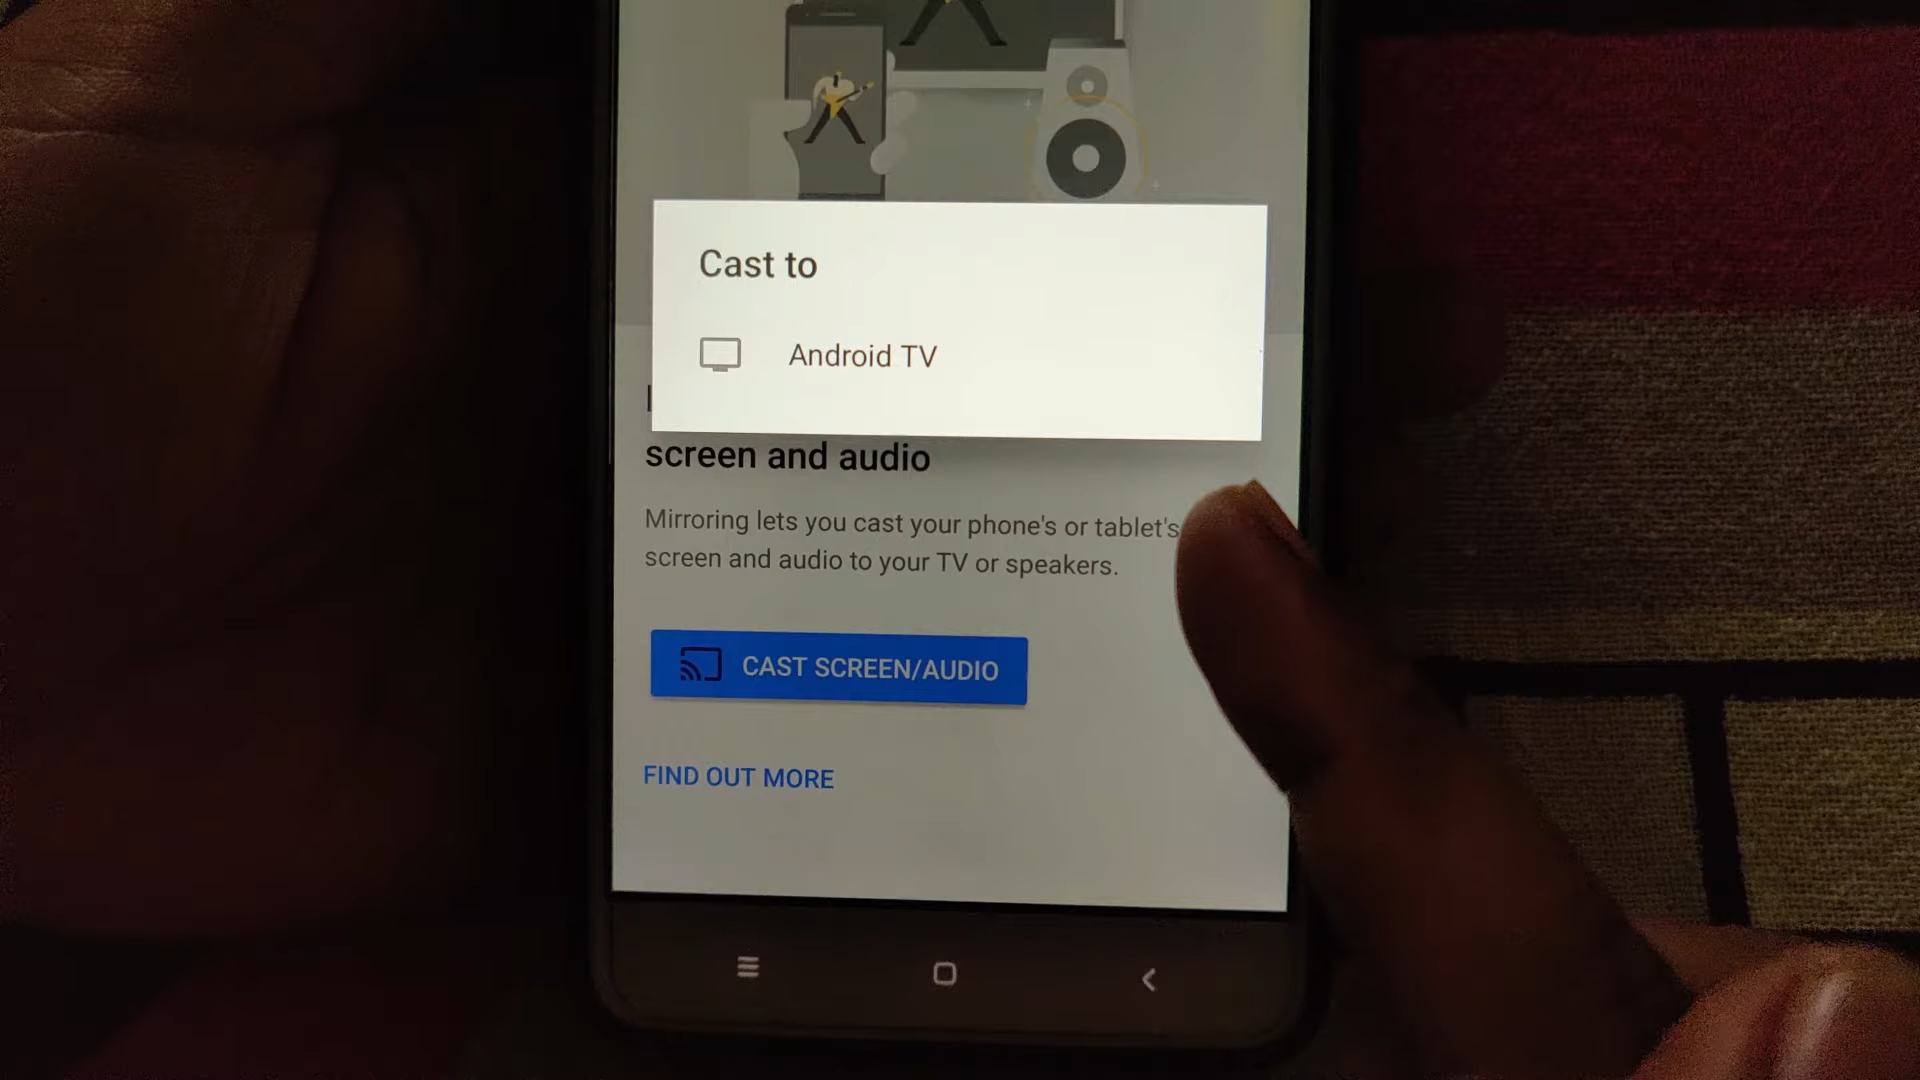 Cast to
Android TV
screen and audio
Mirroring lets you cast your phone's or tablet's
screen and audio to your TV or speakers.
CAST SCREEN/AUDIO
FIND OUT MORE